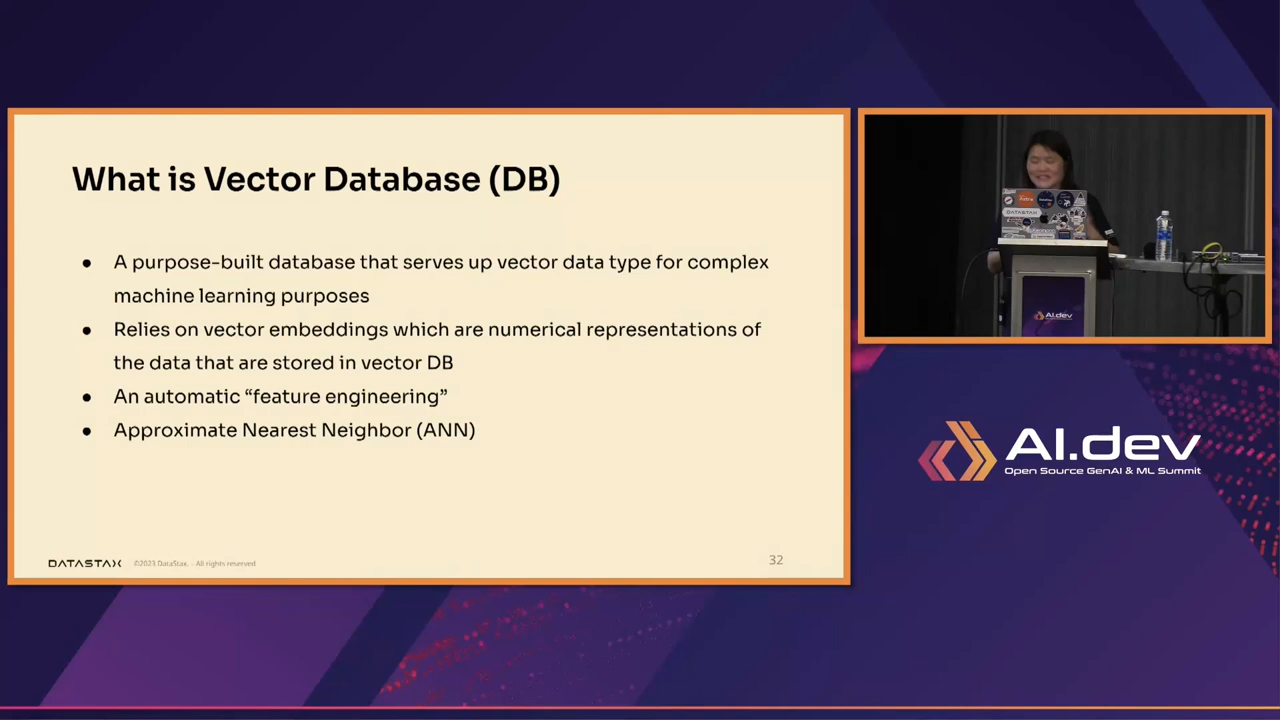 What is Vector Database (DB)
● A purpose-built database that serves up vector data type for complex
machine learning purposes
● Relies on vector embeddings which are numerical representations of
the data that are stored in vector DB
● An automatic “feature engineering”
● Approximate Nearest Neighbor (ANN)
DATASTAX ©2023 DataStax. – All rights reserved
32
DATASTAX
AI.dev
AI.dev
Open Source GenAI & ML Summit